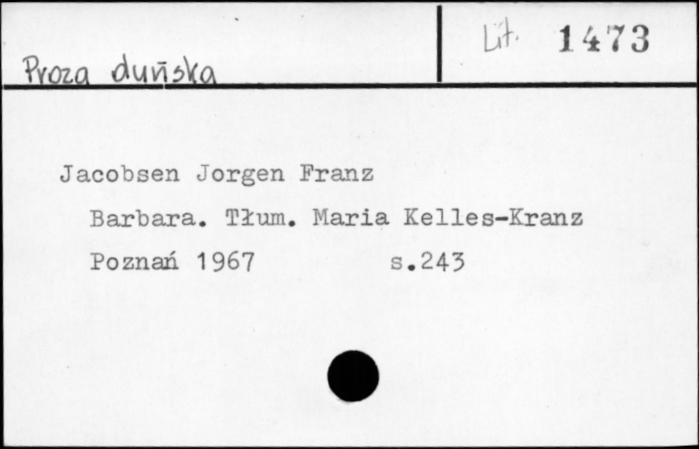 Proza duńska
Lit. 1473
Jacobsen Jorgen Franz
Barbara. Tłum. Maria Kelles-Kranz
Poznań 1967 s.243